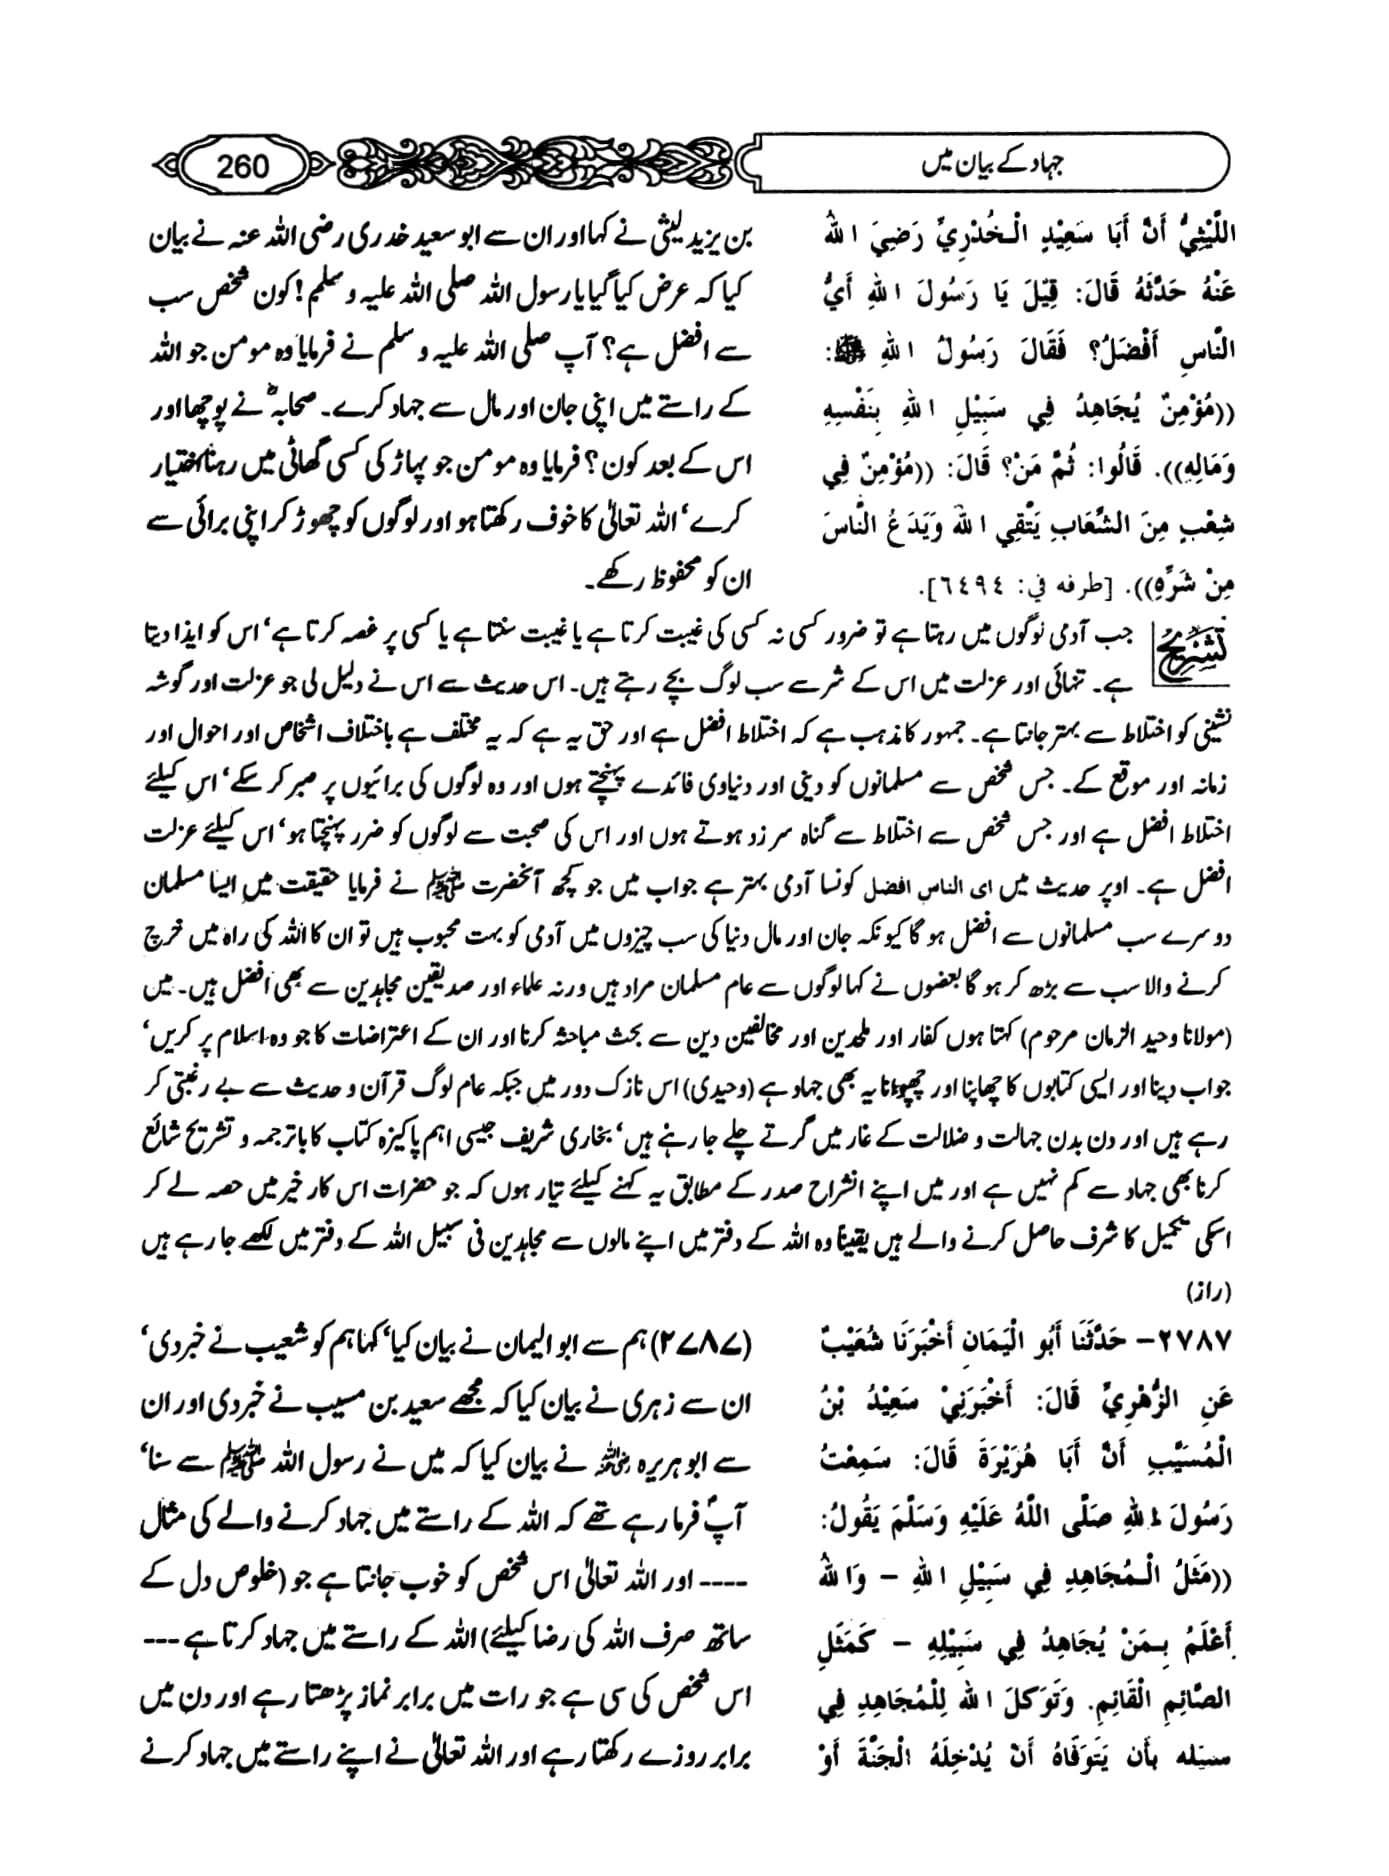 جہاد کے بیان میں
260
اللَّيْثِيُّ أَنَّ أَبَا سَعِيْدٍ الْخُدْرِيِّ رَضِيَ اللهُ
عَنْهُ حَدَّثَهُ قَالَ: قِيْلَ يَا رَسُولَ اللهِ أَيُّ
النَّاسِ أَفْضَلُ؟ فَقَالَ رَسُولُ اللهِ ﷺ:
((مُؤْمِنٌ يُجَاهِدُ فِي سَبِيْلِ اللهِ بِنَفْسِهِ
وَمَالِهِ)). قَالُوا: ثُمَّ مَنْ؟ قَالَ: ((مُؤْمِنٌ فِي
شِعْبٍ مِنَ الشِّعَابِ يَتَّقِي اللهَ وَيَدَعُ النَّاسَ
مِنْ شَرِّهِ)). [طرفه في: ٦٤٩٤].
بن یزید لیثی نے کہا اور ان سے ابو سعید خدری رضی اللہ عنہ نے بیان
کیا کہ عرض کیا گیا یا رسول اللہ صلی اللہ علیہ و سلم! کون شخص سب
سے افضل ہے؟ آپ صلی اللہ علیہ و سلم نے فرمایا وہ مومن جو اللہ
کے راستے میں اپنی جان اور مال سے جہاد کرے۔ صحابہؓ نے پوچھا اور
اس کے بعد کون؟ فرمایا وہ مومن جو پہاڑ کی کسی گھاٹی میں رہنا اختیار
کرے‘ اللہ تعالیٰ کا خوف رکھتا ہو اور لوگوں کو چھوڑ کر اپنی برائی سے
ان کو محفوظ رکھے۔
تشریح جب آدمی لوگوں میں رہتا ہے تو ضرور کسی نہ کسی کی غیبت کرتا ہے یا غیبت سنتا ہے یا کسی پر غصہ کرتا ہے‘ اس کو ایذا دیتا
ہے۔ تنہائی اور عزلت میں اس کے شر سے سب لوگ بچے رہتے ہیں۔ اس حدیث سے اس نے دلیل لی جو عزلت اور گوشہ
نشینی کو اختلاط سے بہتر جانتا ہے۔ جمہور کا مذہب ہے کہ اختلاط افضل ہے اور حق یہ ہے کہ یہ مختلف ہے باختلاف اشخاص اور احوال اور
زمانہ اور موقع کے۔ جس شخص سے مسلمانوں کو دینی اور دنیاوی فائدے پہنچتے ہوں اور وہ لوگوں کی برائیوں پر صبر کر سکے‘ اس کیلئے
اختلاط افضل ہے اور جس شخص سے اختلاط سے گناہ سرزد ہوتے ہوں اور اس کی صحبت سے لوگوں کو ضرر پہنچتا ہو‘ اس کیلئے عزلت
افضل ہے۔ اوپر حدیث میں ای الناس افضل کونسا آدمی بہتر ہے جواب میں جو کچھ آنحضرت ﷺ نے فرمایا حقیقت میں ایسا مسلمان
دوسرے سب مسلمانوں سے افضل ہو گا کیونکہ جان اور مال دنیا کی سب چیزوں میں آدمی کو بہت محبوب ہیں تو ان کا اللہ کی راہ میں خرچ
کرنے والا سب سے بڑھ کر ہو گا بعضوں نے کہا لوگوں سے عام مسلمان مراد ہیں ورنہ علماء اور صدیقین مجاہدین سے بھی افضل ہیں۔ میں
(مولانا وحید الزماں مرحوم) کہتا ہوں کفار اور ملحدین اور مخالفین دین سے بحث مباحثہ کرنا اور ان کے اعتراضات کا جو وہ اسلام پر کریں‘
جواب دینا اور ایسی کتابوں کا چھاپنا اور چھپوانا یہ بھی جہاد ہے (وحیدی) اس نازک دور میں جبکہ عام لوگ قرآن و حدیث سے بے رغبتی کر
رہے ہیں اور دن بدن جہالت و ضلالت کے غار میں گرتے چلے جا رہے ہیں‘ بخاری شریف جیسی اہم پاکیزہ کتاب کا باترجمہ و تشریح شائع
کرنا بھی جہاد سے کم نہیں ہے اور میں اپنے انشراح صدر کے مطابق یہ کہنے کیلئے تیار ہوں کہ جو حضرات اس کار خیر میں حصہ لے کر
اسکی تکمیل کا شرف حاصل کرنے والے ہیں یقیناً وہ اللہ کے دفتر میں اپنے مالوں سے مجاہدین فی سبیل اللہ کے دفتر میں لکھے جا رہے ہیں
(راز)
٢٧٨٧– حَدَّثَنَا أَبُو الْيَمَانِ أَخْبَرَنَا شُعَيْبٌ
عَنِ الزُّهْرِيِّ قَالَ: أَخْبَرَنِيْ سَعِيْدُ بْنُ
الْمُسَيَّبِ أَنَّ أَبَا هُرَيْرَةَ قَالَ: سَمِعْتُ
رَسُولَ اللهِ صَلَّى اللَّهُ عَلَيْهِ وَسَلَّمَ يَقُولُ:
((مَثَلُ الْمُجَاهِدِ فِي سَبِيْلِ اللهِ – وَاللهُ
أَعْلَمُ بِمَنْ يُجَاهِدُ فِي سَبِيْلِهِ – كَمَثَلِ
الصَّائِمِ الْقَائِمِ. وَتَوَكلَ اللهُ لِلْمُجَاهِدِ فِي
سبيله بأن يَتَوَفَّاهُ أَنْ يُدْخِلَهُ الْجَنَّةَ أَوْ
(۲۷۸۷) ہم سے ابوالیمان نے بیان کیا‘ کہا ہم کو شعیب نے خبر دی‘
ان سے زہری نے بیان کیا کہ مجھے سعید بن مسیب نے خبر دی اور ان
سے ابو ہریرہ رضی اللہ عنہ نے بیان کیا کہ میں نے رسول اللہ ﷺ سے سنا‘
آپؐ فرما رہے تھے کہ اللہ کے راستے میں جہاد کرنے والے کی مثال
---- اور اللہ تعالیٰ اس شخص کو خوب جانتا ہے جو (خلوص دل کے
ساتھ صرف اللہ کی رضا کیلئے) اللہ کے راستے میں جہاد کرتا ہے ---
اس شخص کی سی ہے جو رات میں برابر نماز پڑھتا رہے اور دن میں
برابر روزے رکھتا رہے اور اللہ تعالیٰ نے اپنے راستے میں جہاد کرنے